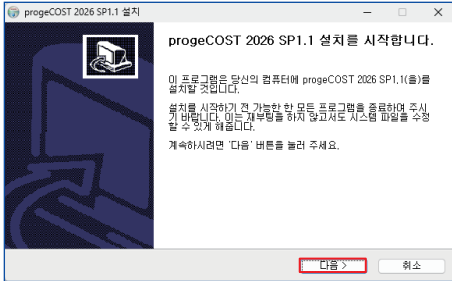 progeCOST 2026 SP1.1 설치
progeCOST 2026 SP1.1 설치를 시작합니다.
이 프로그램은 당신의 컴퓨터에 progeCOST 2026 SP1.1(을)를
설치할 것입니다.
설치를 시작하기 전 가능한 한 모든 프로그램을 종료하여 주시
기 바랍니다. 이는 재부팅을 하지 않고서도 시스템 파일을 수정
할 수 있게 해줍니다.
계속하시려면 '다음' 버튼을 눌러 주세요.
다음 >
취소